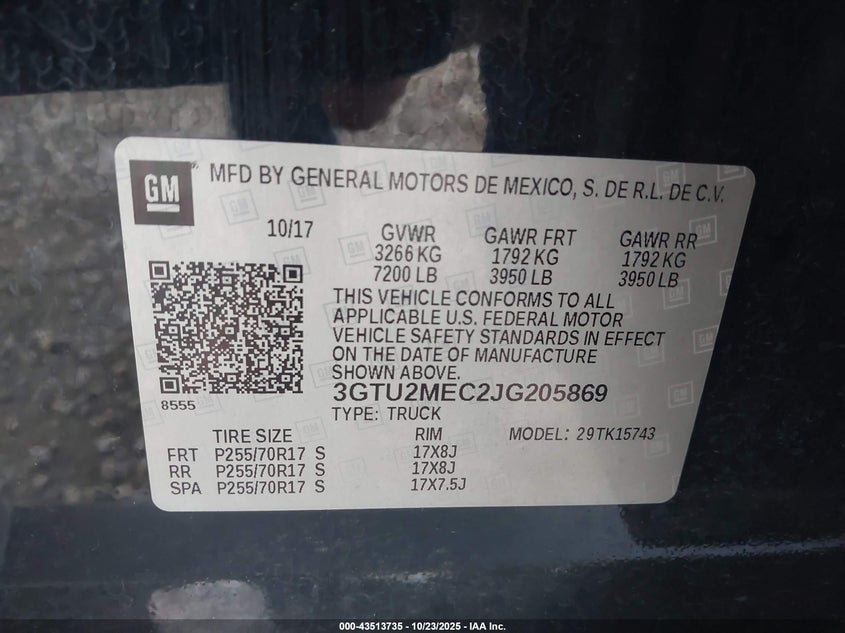 GM
MFD BY GENERAL MOTORS DE MEXICO, S. DE R.L. DE C.V.
10/17
GVWR GAWR FRT GAWR RR
3266 KG 1792 KG 1792 KG
7200 LB 3950 LB 3950 LB
THIS VEHICLE CONFORMS TO ALL
APPLICABLE U.S. FEDERAL MOTOR
VEHICLE SAFETY STANDARDS IN EFFECT
ON THE DATE OF MANUFACTURE
SHOWN ABOVE.
8555
3GTU2MEC2JG205869
TYPE: TRUCK
TIRE SIZE RIM MODEL: 29TK15743
FRT P255/70R17 S 17X8J
RR P255/70R17 S 17X8J
SPA P255/70R17 S 17X7.5J
000-43513735 - 10/23/2025 - IAA Inc.